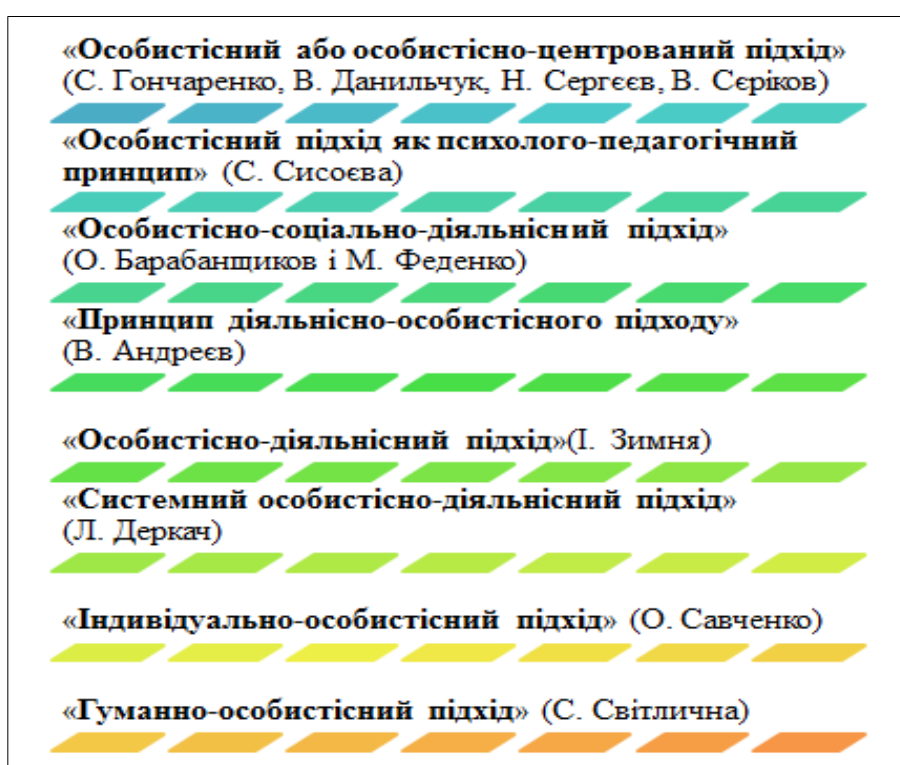 «Особистісний або особистісно-центрований підхід»
(С. Гончаренко, В. Данильчук, Н. Сергєєв, В. Сєріков)
«Особистісний підхід як психолого-педагогічний
принцип» (С. Сисоєва)
«Особистісно-соціально-діяльнісний підхід»
(О. Барабанщиков і М. Феденко)
«Принцип діяльнісно-особистісного підходу»
(В. Андреєв)
«Особистісно-діяльнісний підхід»(І. Зимня)
«Системний особистісно-діяльнісний підхід»
(Л. Деркач)
«Індивідуально-особистісний підхід» (О. Савченко)
«Гуманно-особистісний підхід» (С. Світлична)